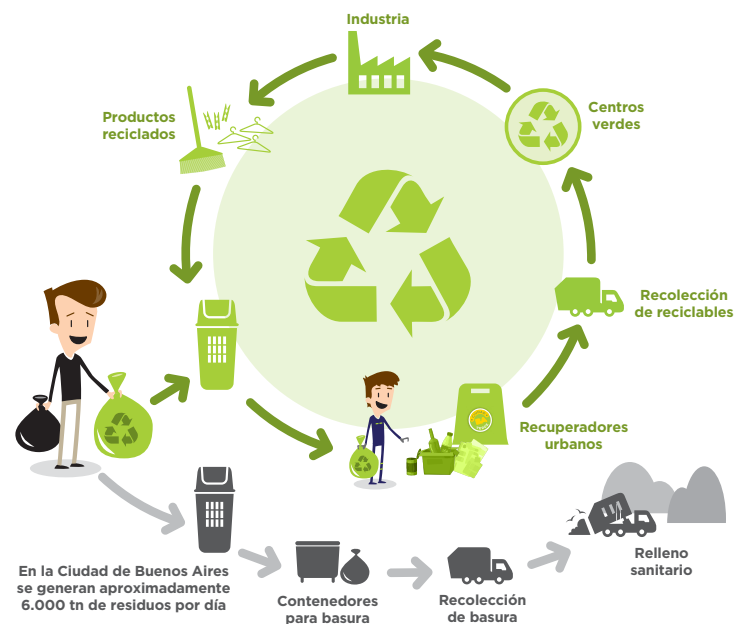 Industria
Productos
reciclados
Centros
verdes
Recolección
de reciclables
Recuperadores
urbanos
En la Ciudad de Buenos Aires
se generan aproximadamente
6.000 tn de residuos por día
Contenedores
para basura
Recolección
de basura
Relleno
sanitario